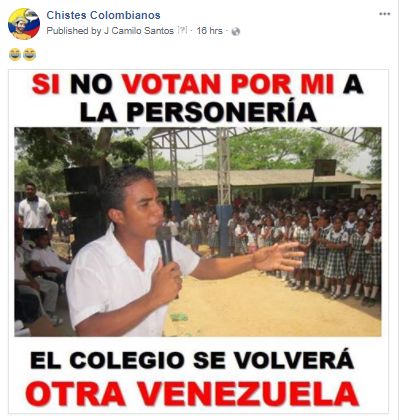 Chistes Colombianos
Published by J Camilo Santos [?] · 16 hrs ·
SI NO VOTAN POR MI A
LA PERSONERÍA
EL COLEGIO SE VOLVERÁ
OTRA VENEZUELA